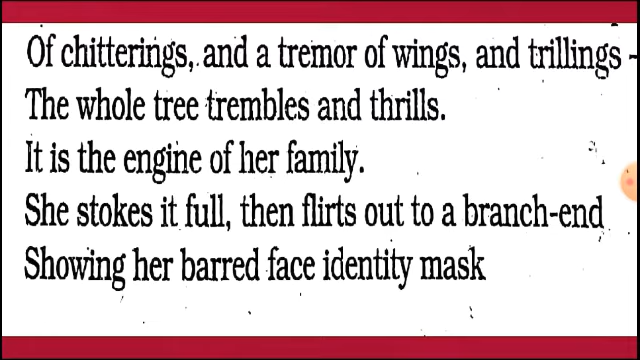 Of chitterings, and a tremor of wings, and trillings -
The whole tree trembles and thrills.
It is the engine of her family.
She stokes it full, then flirts out to a branch-end
Showing her barred face identity mask